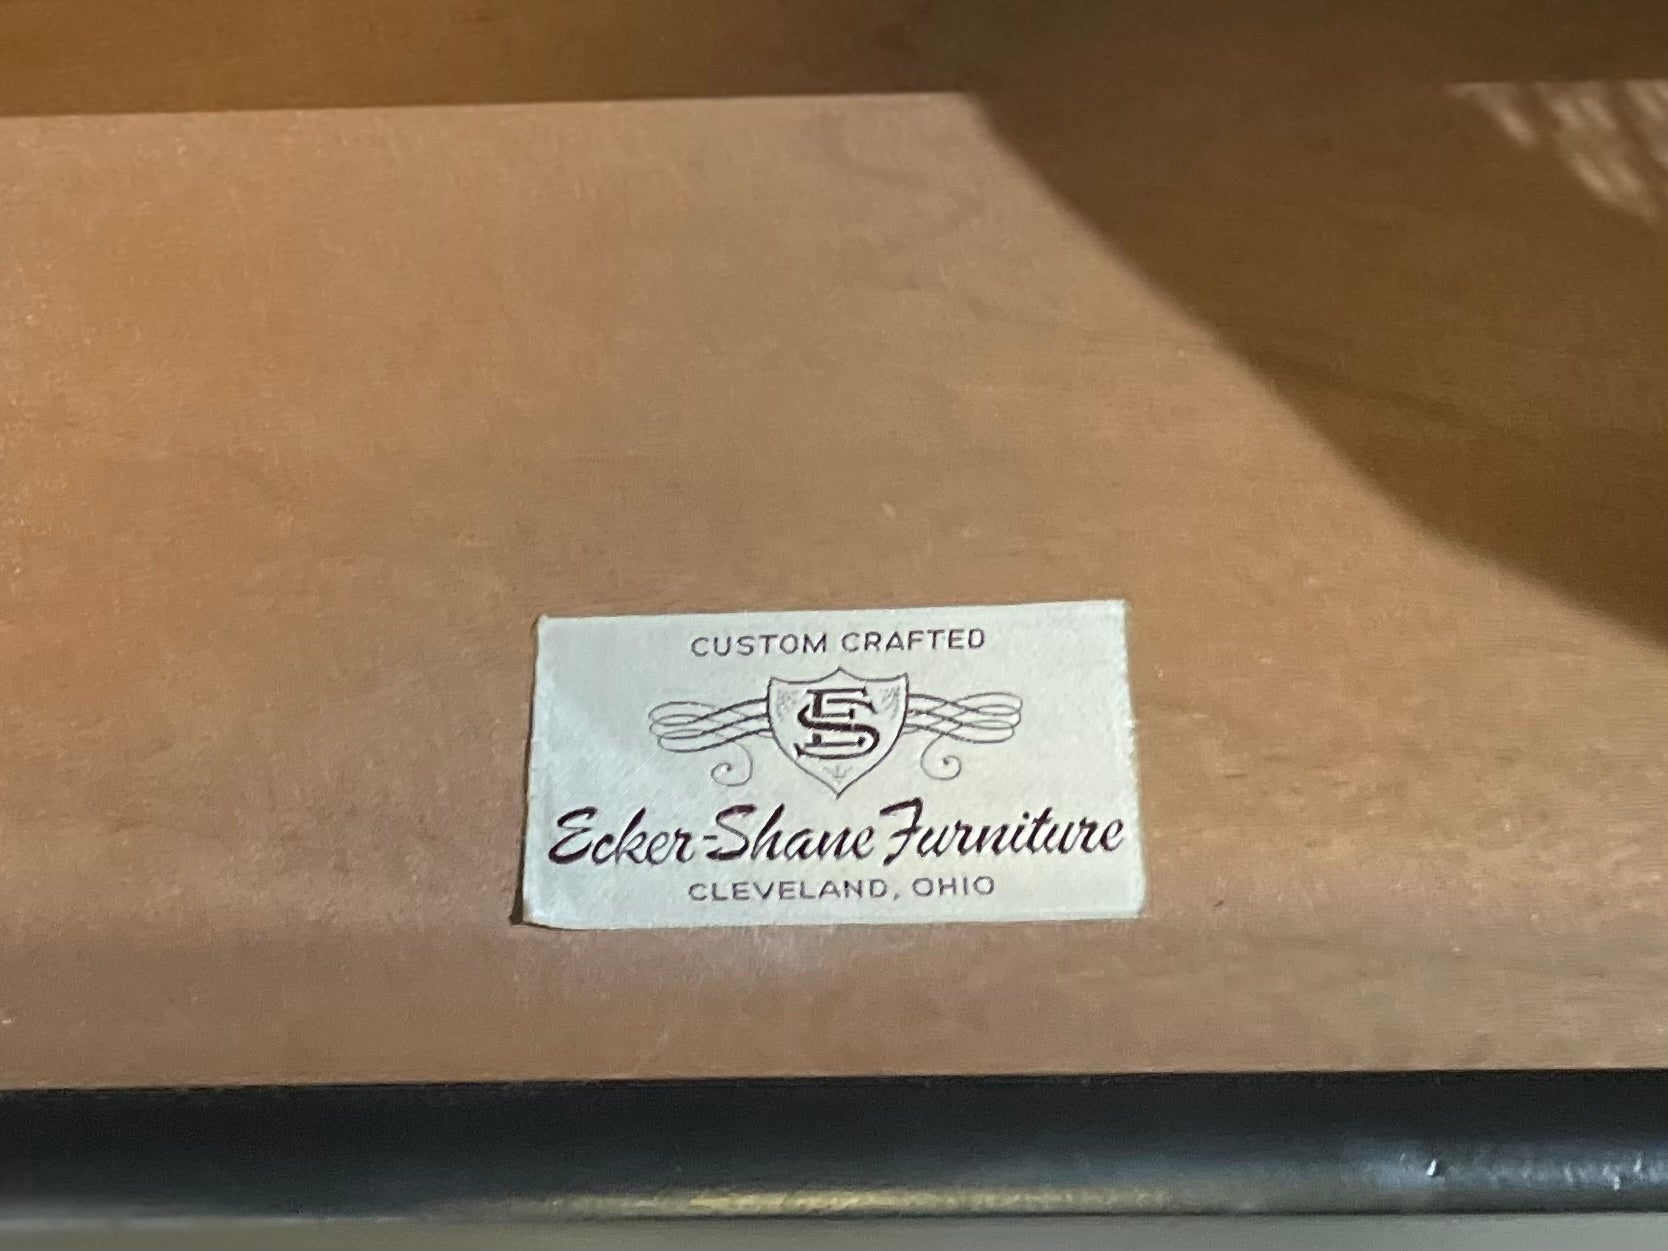 CUSTOM CRAFTED
ES
Ecker-Shane Furniture
CLEVELAND, OHIO